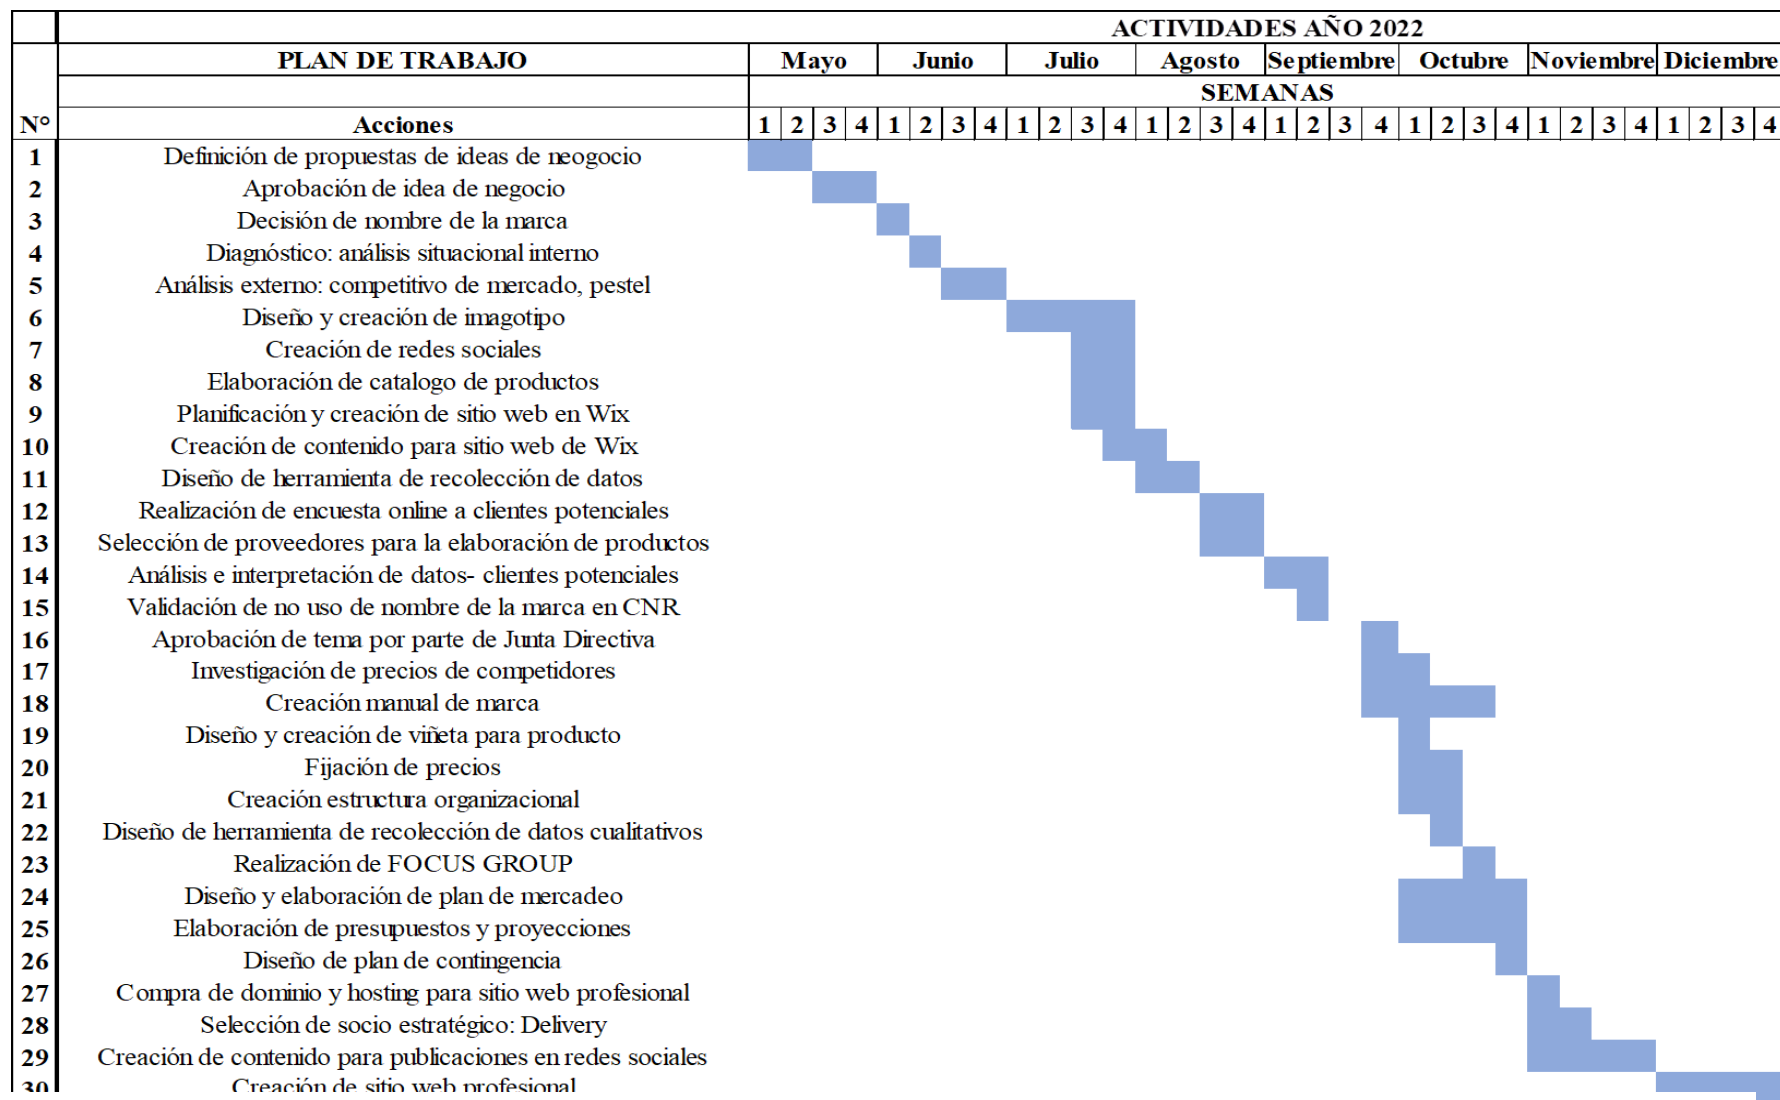 ACTIVIDADES AÑO 2022
PLAN DE TRABAJO Mayo Junio Julio Agosto Septiembre Octubre Noviembre Diciembre
SEMANAS
N° Acciones 1 2 3 4 1 2 3 4 1 2 3 4 1 2 3 4 1 2 3 4 1 2 3 4 1 2 3 4 1 2 3 4
1 Definición de propuestas de ideas de neogocio
2 Aprobación de idea de negocio
3 Decisión de nombre de la marca
4 Diagnóstico: análisis situacional interno
5 Análisis externo: competitivo de mercado, pestel
6 Diseño y creación de imagotipo
7 Creación de redes sociales
8 Elaboración de catalogo de productos
9 Planificación y creación de sitio web en Wix
10 Creación de contenido para sitio web de Wix
11 Diseño de herramienta de recolección de datos
12 Realización de encuesta online a clientes potenciales
13 Selección de proveedores para la elaboración de productos
14 Análisis e interpretación de datos- clientes potenciales
15 Validación de no uso de nombre de la marca en CNR
16 Aprobación de tema por parte de Junta Directiva
17 Investigación de precios de competidores
18 Creación manual de marca
19 Diseño y creación de viñeta para producto
20 Fijación de precios
21 Creación estructura organizacional
22 Diseño de herramienta de recolección de datos cualitativos
23 Realización de FOCUS GROUP
24 Diseño y elaboración de plan de mercadeo
25 Elaboración de presupuestos y proyecciones
26 Diseño de plan de contingencia
27 Compra de dominio y hosting para sitio web profesional
28 Selección de socio estratégico: Delivery
29 Creación de contenido para publicaciones en redes sociales
30 Creación de sitio web profesional